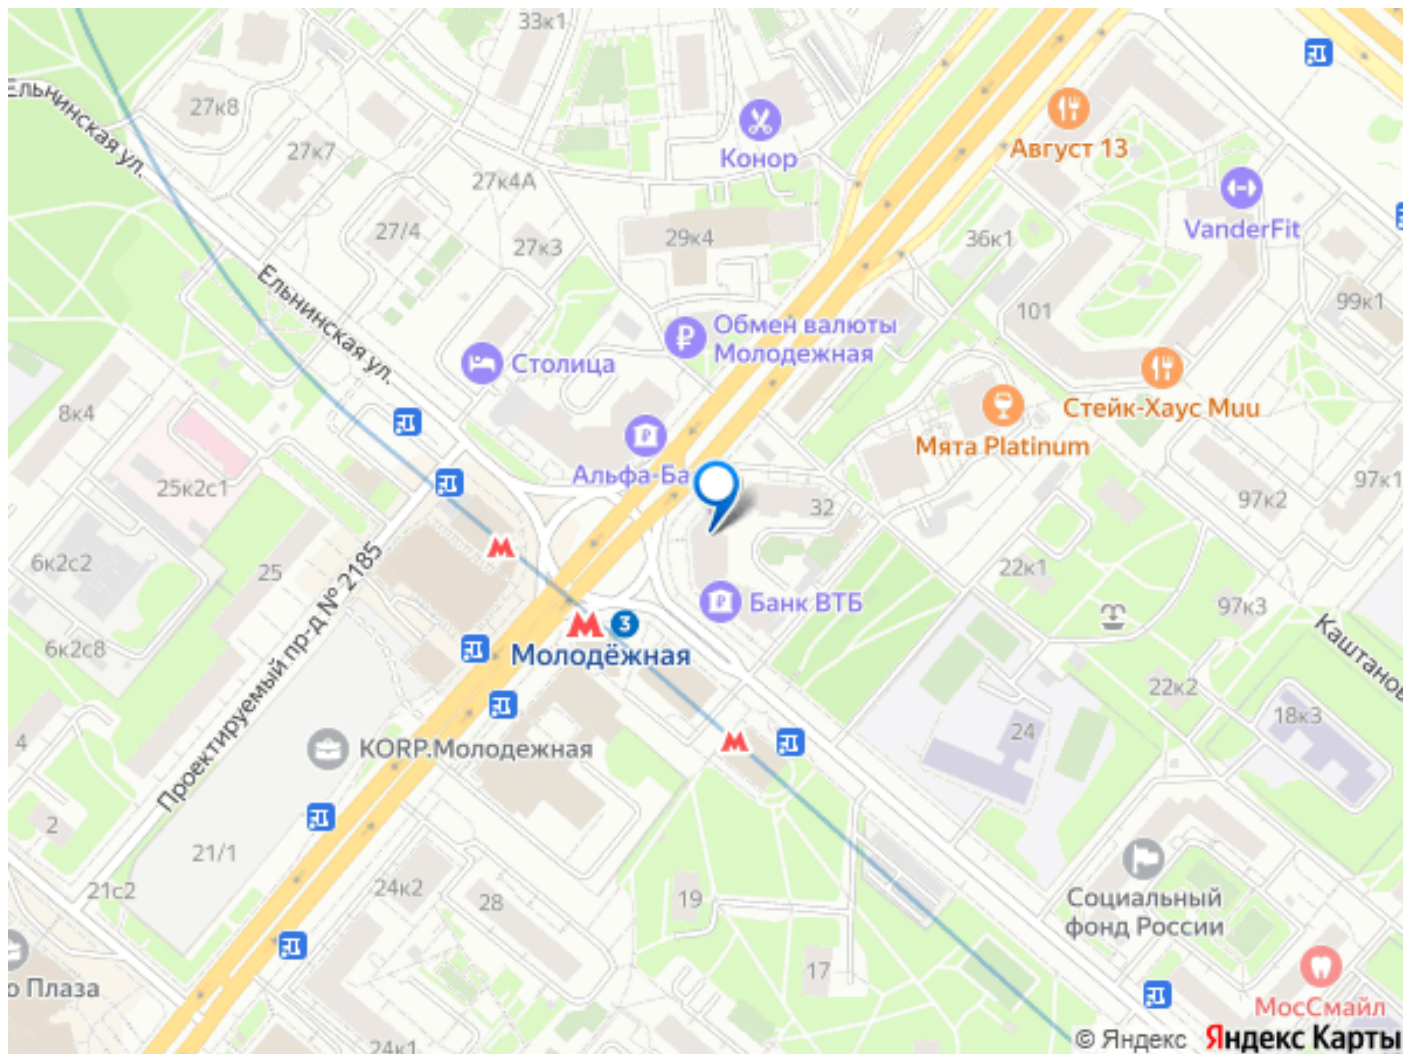 33к1
Ельнинская ул.
27к8
27к7
27к4А
27/4
27к3
Конор
29к4
Август 13
VanderFit
36к1
101
99к1
Ельнинская ул.
Обмен валюты
Молодежная
Столица
Стейк-Хаус Muu
Мята Platinum
8к4
Альфа-Ба
25к2с1
32
97к2
97к1
6к2с2
25
22к1
Банк ВТБ
97к3
3
Молодёжная
6к2с8
Проектируемый пр-д № 2185
Каштанов
22к2
18к3
24
4
KORP.Молодежная
2
21/1
21с2
24к2
28
19
Социальный
фонд России
17
о Плаза
МосСмайл
24к1
© Яндекс Яндекс Карты